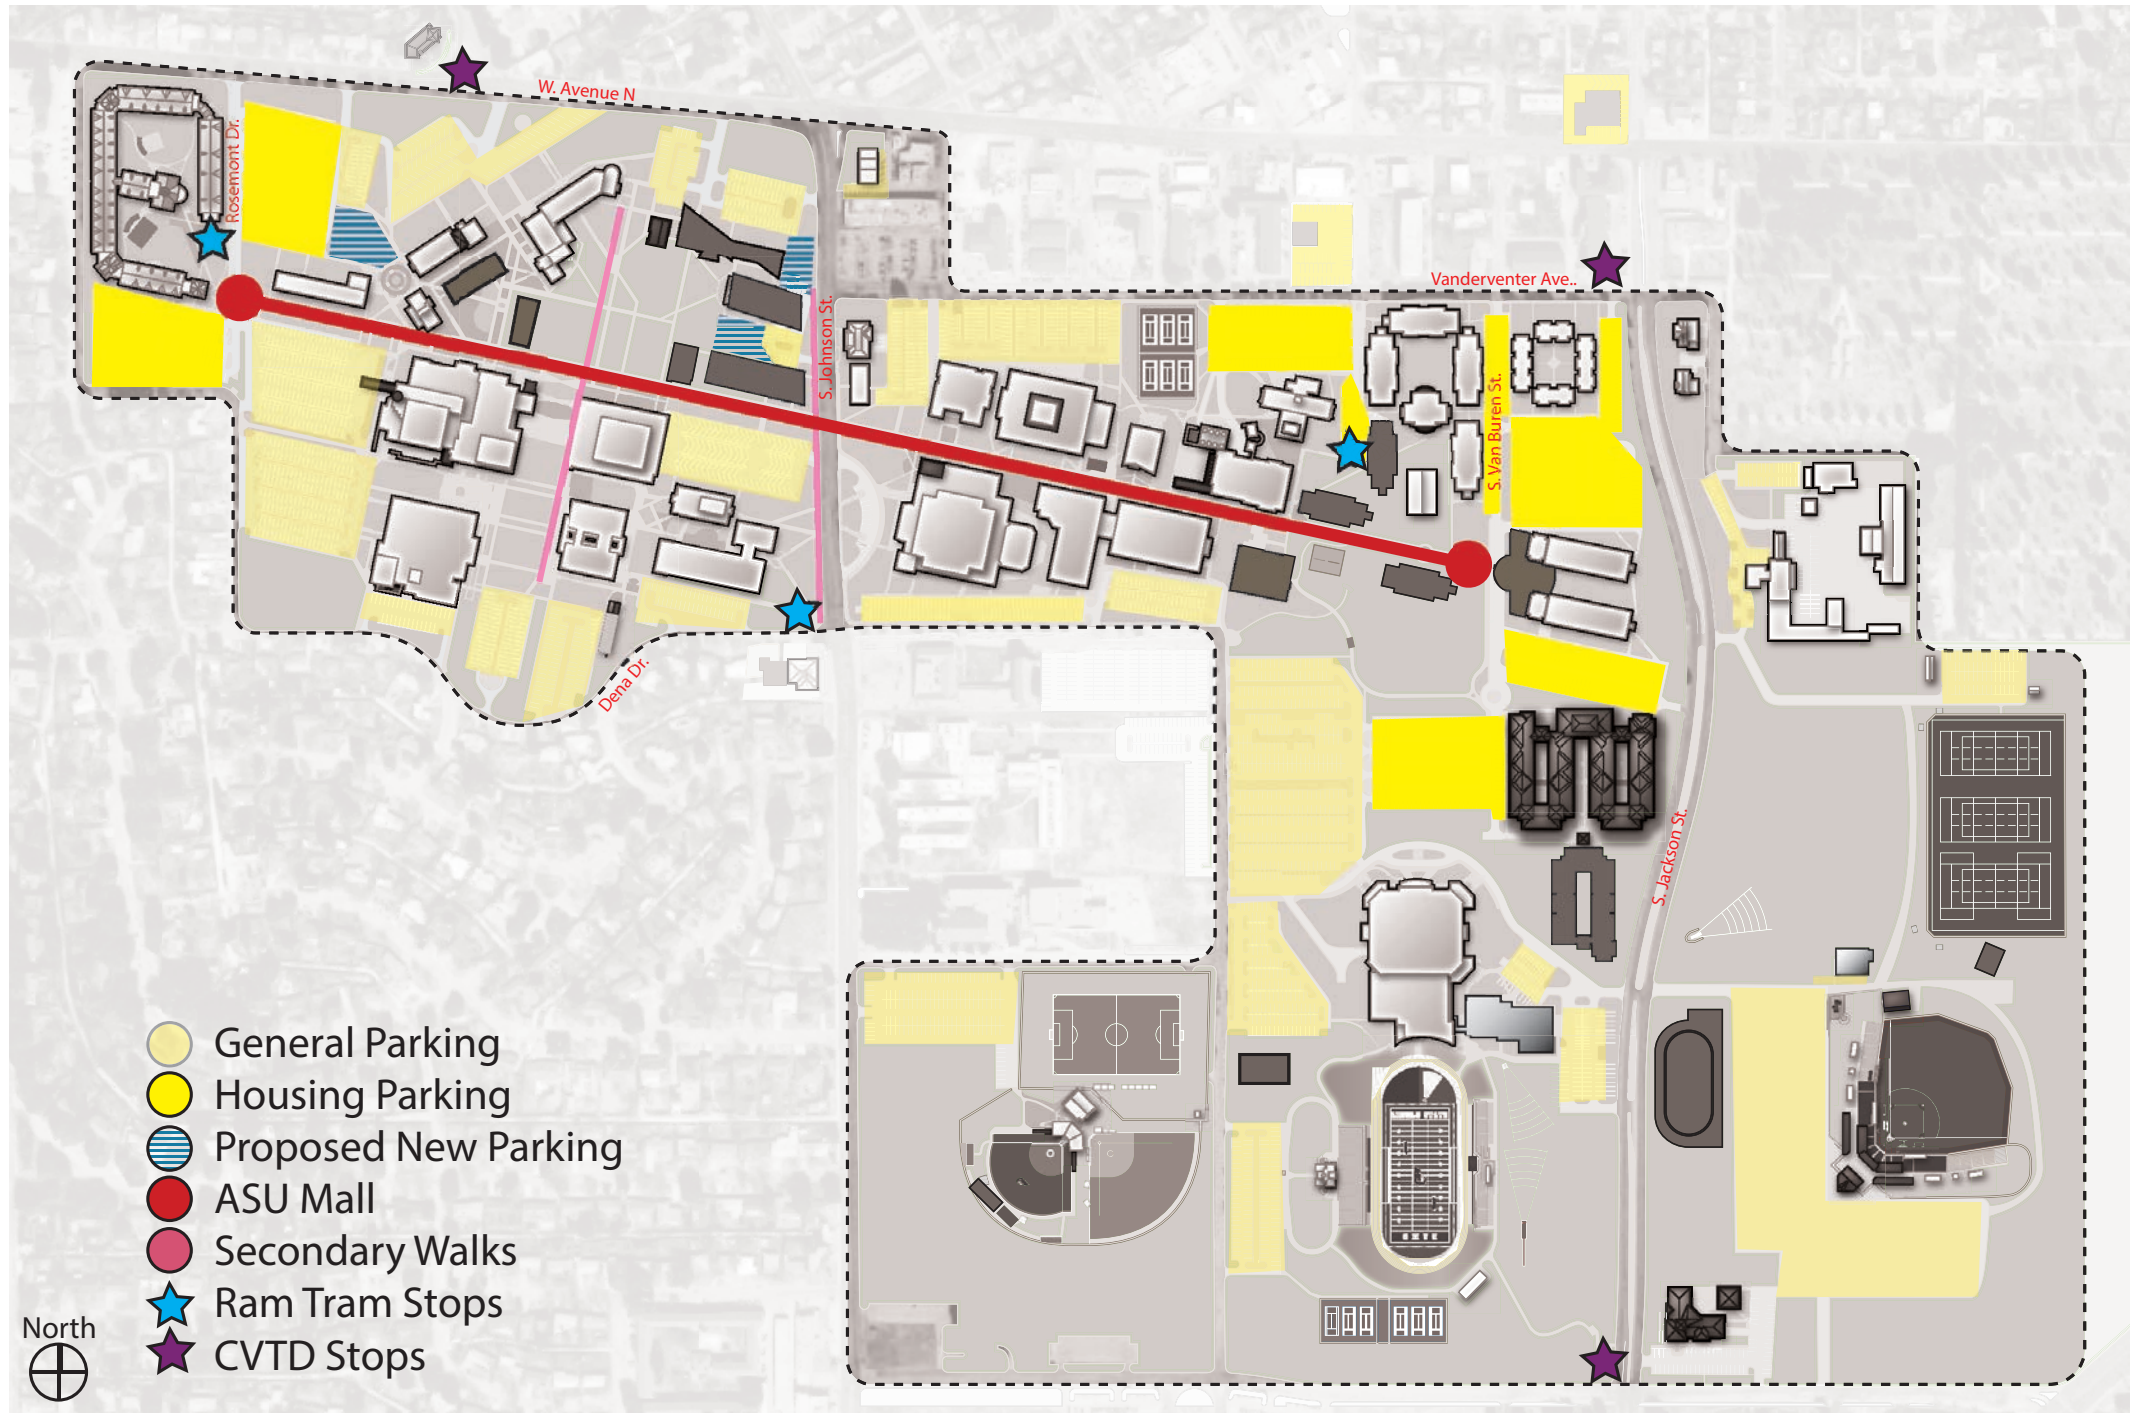 W. Avenue N
Rosemont Dr.
Vanderventer Ave..
S. Johnson St.
S. Van Buren St.
Dena Dr.
S. Jackson St.
General Parking
Housing Parking
Proposed New Parking
ASU Mall
Secondary Walks
Ram Tram Stops
CVTD Stops
North